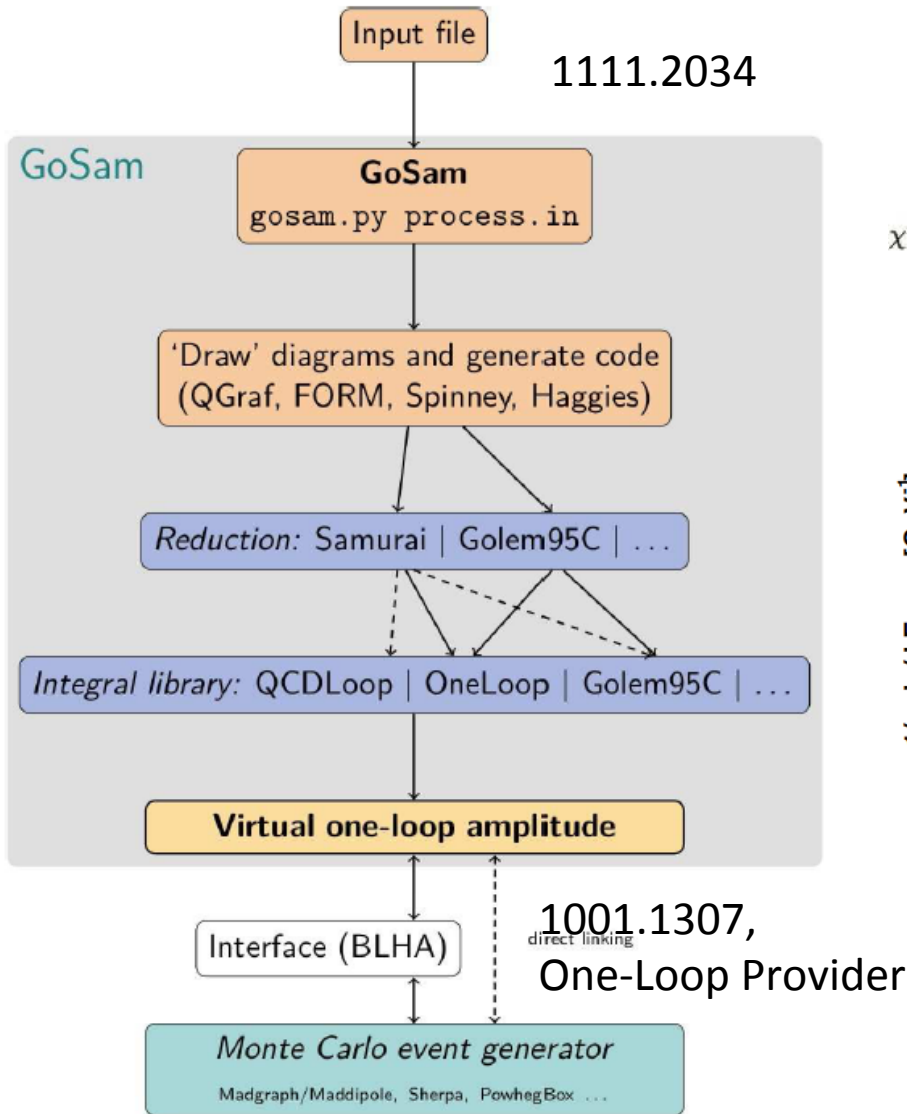 Input file
1111.2034
GoSam
GoSam
gosam.py process.in
χ
‘Draw’ diagrams and generate code
(QGraf, FORM, Spinney, Haggies)
Reduction: Samurai | Golem95C | ...
Integral library: QCDLoop | OneLoop | Golem95C | ...
Virtual one-loop amplitude
1001.1307,
Interface (BLHA)
direct linking
One-Loop Provider
Monte Carlo event generator
Madgraph/Maddipole, Sherpa, PowhegBox ...